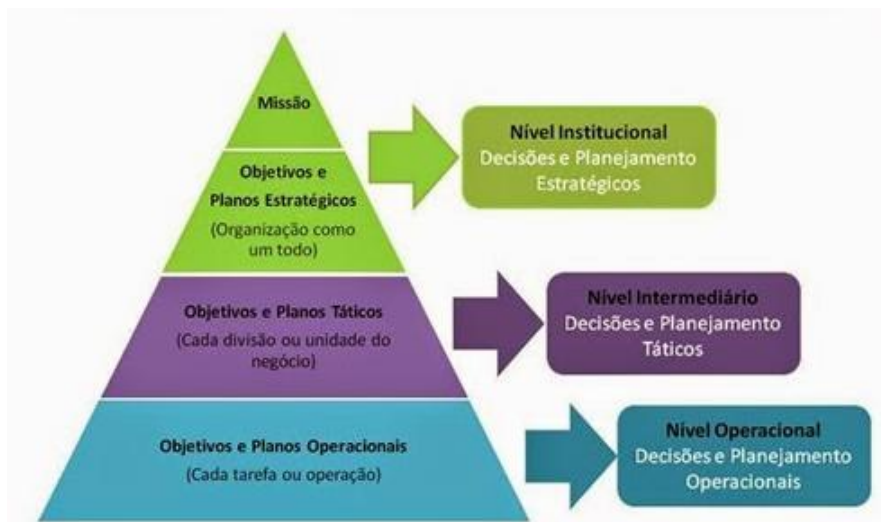 Missão
Objetivos e
Planos Estratégicos
(Organização como
um todo)
Nível Institucional
Decisões e Planejamento
Estratégicos
Objetivos e Planos Táticos
(Cada divisão ou unidade do
negócio)
Nível Intermediário
Decisões e Planejamento
Táticos
Objetivos e Planos Operacionais
(Cada tarefa ou operação)
Nível Operacional
Decisões e Planejamento
Operacionais